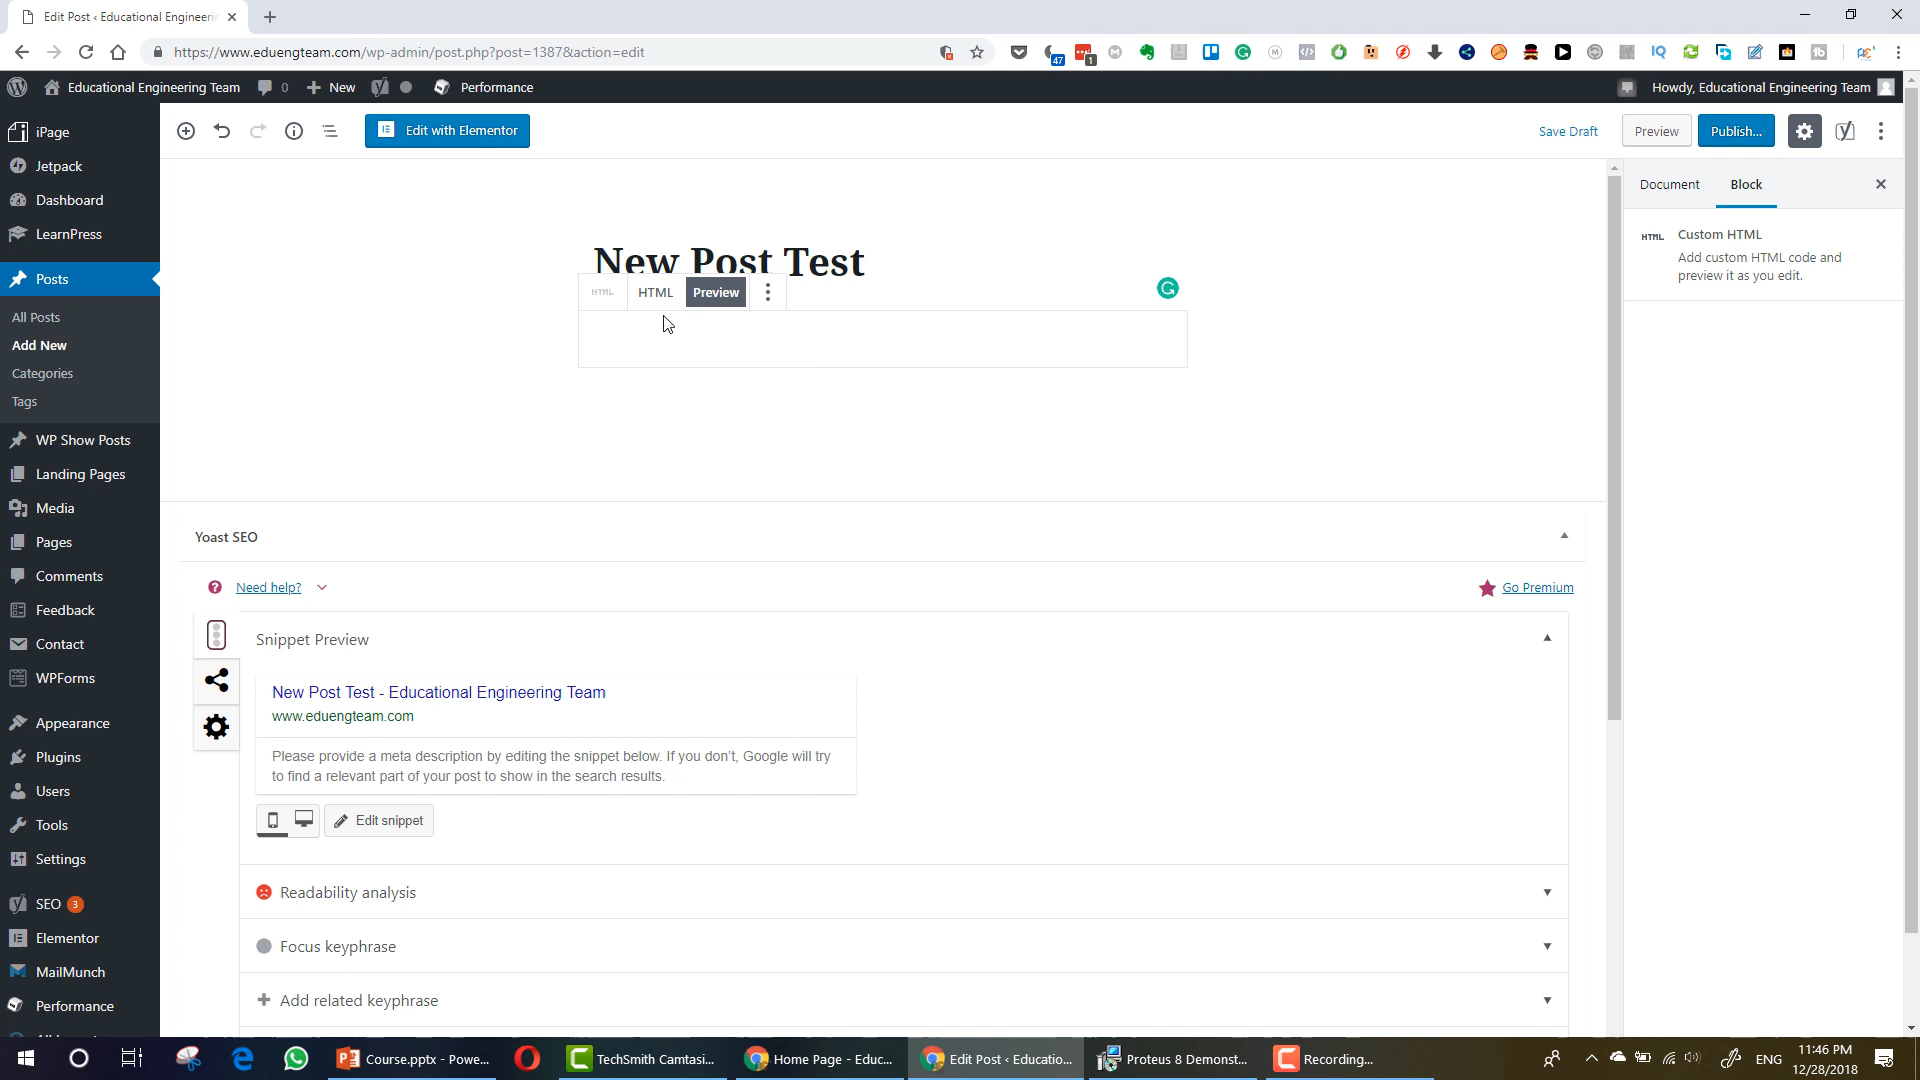 Edit Post ‹ Educational Engineerin
https://www.eduengteam.com/wp-admin/post.php?post=1387&action=edit
47
1
IQ
Educational Engineering Team
0
New
Performance
Howdy, Educational Engineering Team
iPage
Jetpack
Dashboard
LearnPress
Posts
All Posts
Add New
Categories
Tags
WP Show Posts
Landing Pages
Media
Pages
Comments
Feedback
Contact
WPForms
Appearance
Plugins
Users
Tools
Settings
SEO 3
Elementor
MailMunch
Performance
Edit with Elementor
Save Draft
Preview
Publish...
Document
Block
HTML
Custom HTML
Add custom HTML code and
preview it as you edit.
New Post Test
HTML
HTML
Preview
Yoast SEO
Need help?
Go Premium
Snippet Preview
New Post Test - Educational Engineering Team
www.eduengteam.com
Please provide a meta description by editing the snippet below. If you don't, Google will try
to find a relevant part of your post to show in the search results.
Edit snippet
Readability analysis
Focus keyphrase
Add related keyphrase
Course.pptx - Powe...
TechSmith Camtasi...
Home Page - Educ...
Edit Post ‹ Educatio...
Proteus 8 Demonst...
Recording...
ENG
11:46 PM
12/28/2018